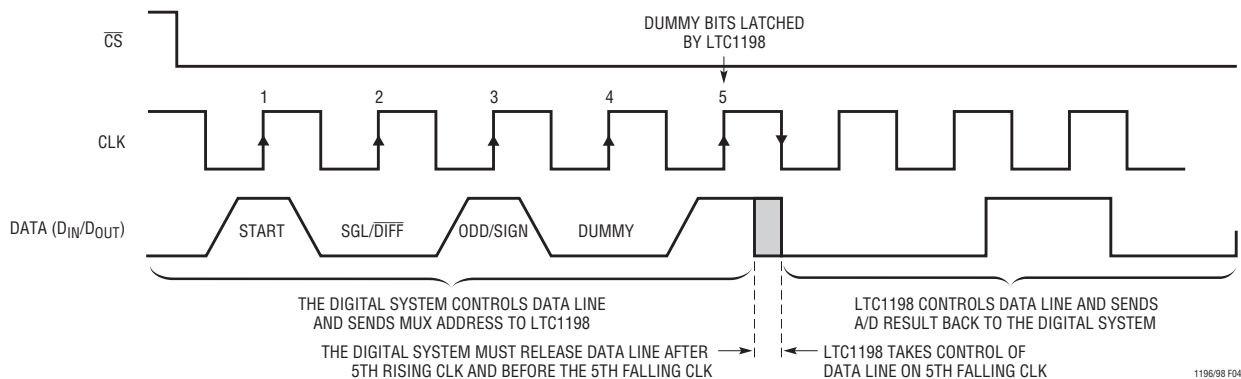 DUMMY BITS LATCHED
BY LTC1198
CS
1 2 3 4 5
CLK
DATA (DIN/DOUT)
START SGL/DIFF ODD/SIGN DUMMY
THE DIGITAL SYSTEM CONTROLS DATA LINE
AND SENDS MUX ADDRESS TO LTC1198
LTC1198 CONTROLS DATA LINE AND SENDS
A/D RESULT BACK TO THE DIGITAL SYSTEM
THE DIGITAL SYSTEM MUST RELEASE DATA LINE AFTER
5TH RISING CLK AND BEFORE THE 5TH FALLING CLK
LTC1198 TAKES CONTROL OF
DATA LINE ON 5TH FALLING CLK
1196/98 F04